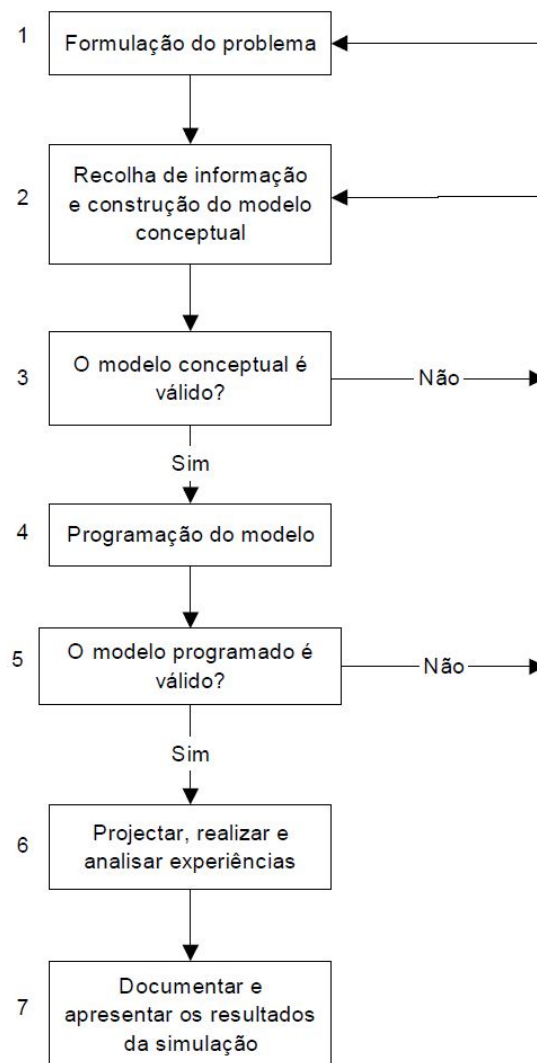 1 Formulação do problema
2 Recolha de informação
e construção do modelo
conceptual
3 O modelo conceptual é
válido?
Não
Sim
4 Programação do modelo
5 O modelo programado é
válido?
Não
Sim
6 Projectar, realizar e
analisar experiências
7 Documentar e
apresentar os resultados
da simulação